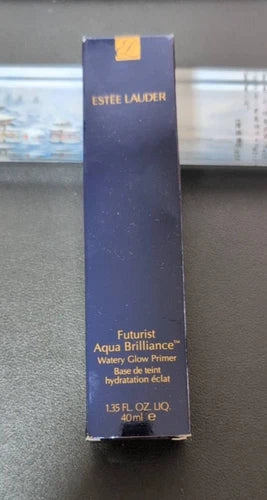 ESTĒE LAUDER
Futurist
Aqua Brilliance™
Watery Glow Primer
Base de teint
hydratation éclat
1.35 FL. OZ. LIQ.
40 ml ℮